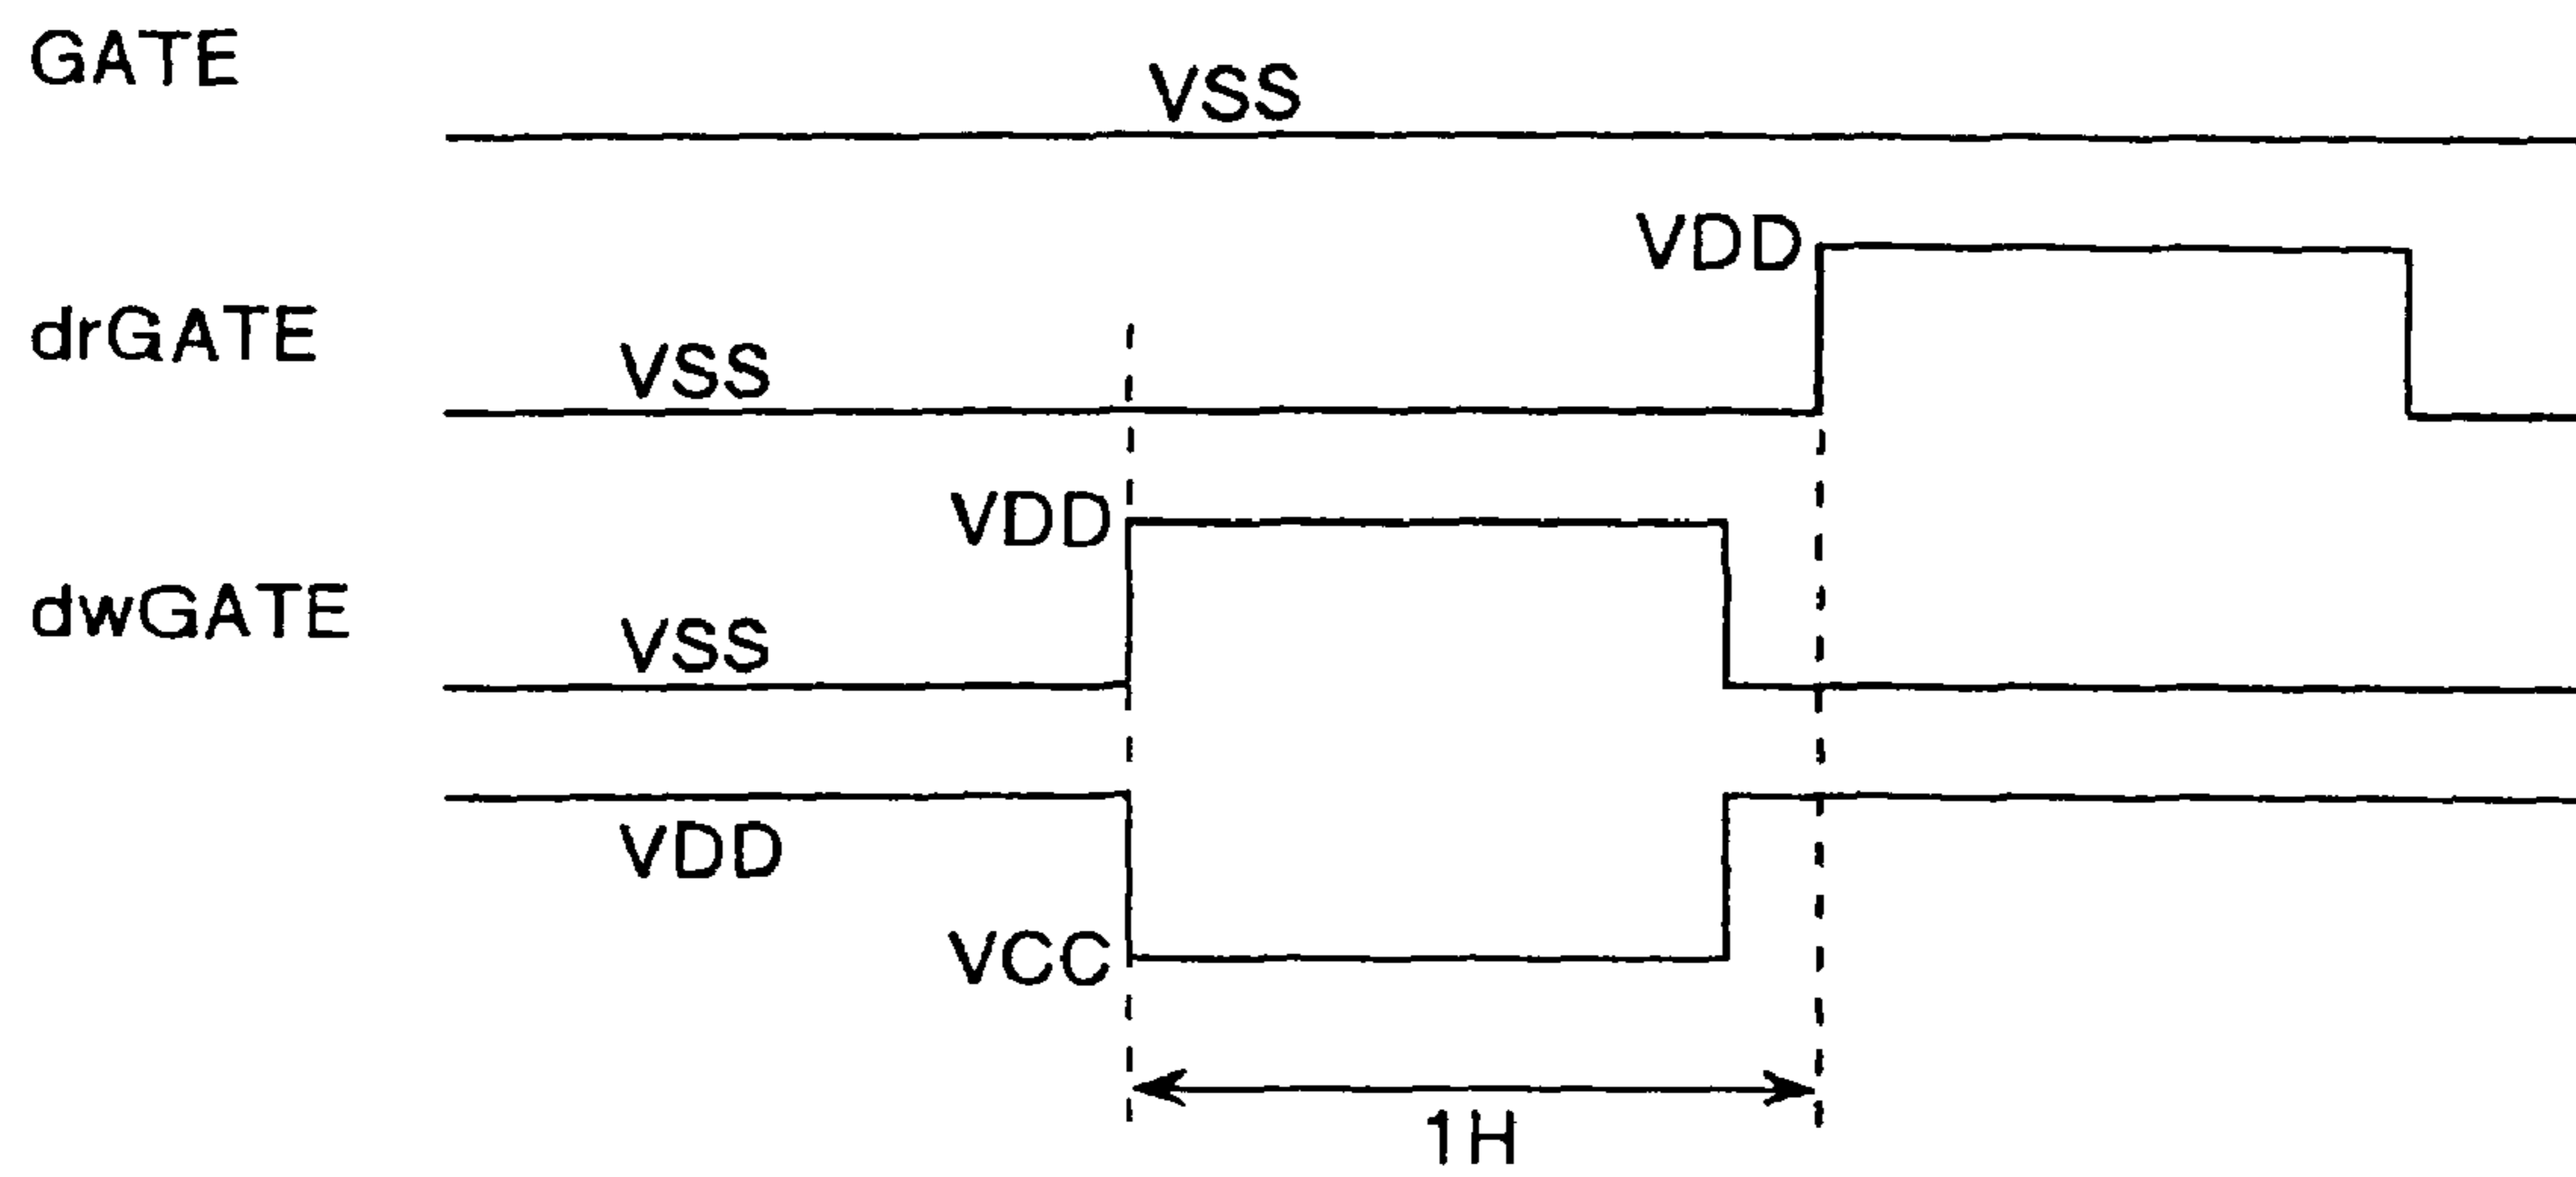 GATE
VSS
VDD
drGATE
VSS
VDD
dwGATE
VSS
VDD
VCC
1H